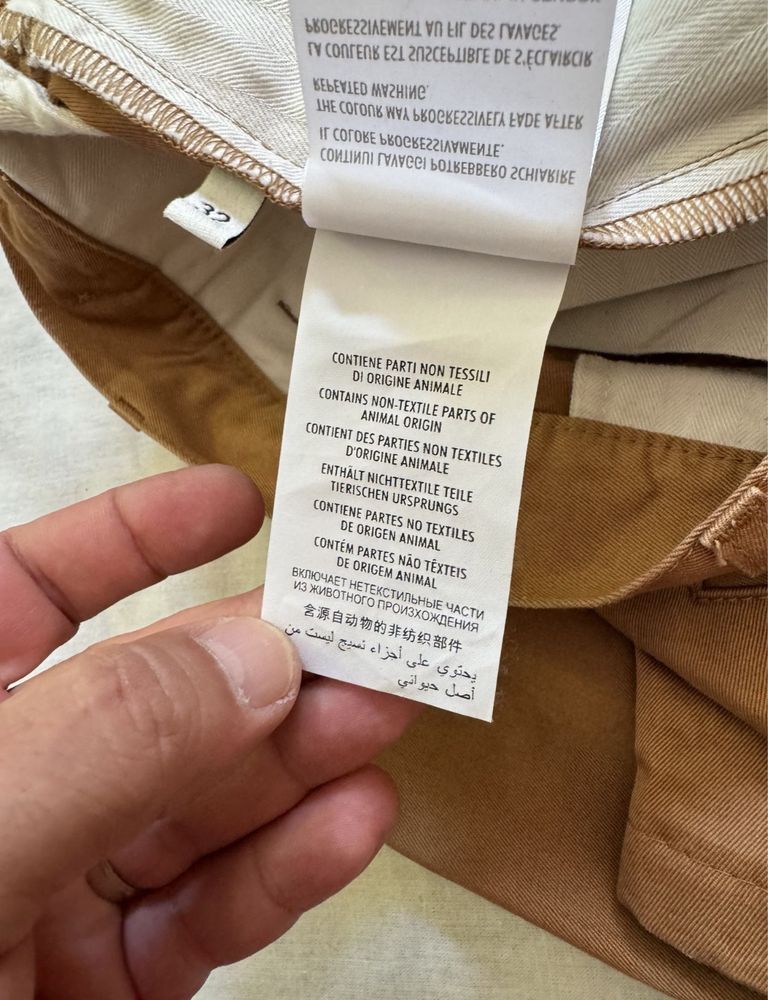 CONTINUI LAVAGGI POTREBBERO SCHIARIRE
IL COLORE PROGRESSIVAMENTE.
THE COLOUR MAY PROGRESSIVELY FADE AFTER
REPEATED WASHING.
LA COULEUR EST SUSCEPTIBLE DE S'ÉCLAIRCIR
PROGRESSIVEMENT AU FIL DES LAVAGES.
32
CONTIENE PARTI NON TESSILI
DI ORIGINE ANIMALE
CONTAINS NON-TEXTILE PARTS OF
ANIMAL ORIGIN
CONTIENT DES PARTIES NON TEXTILES
D'ORIGINE ANIMALE
ENTHÄLT NICHTTEXTILE TEILE
TIERISCHEN URSPRUNGS
CONTIENE PARTES NO TEXTILES
DE ORIGEN ANIMAL
CONTÉM PARTES NÃO TÊXTEIS
DE ORIGEM ANIMAL
ВКЛЮЧАЕТ НЕТЕКСТИЛЬНЫЕ ЧАСТИ
ИЗ ЖИВОТНОГО ПРОИЗХОЖДЕНИЯ
含源自动物的非纺织部件
يحتوي على أجزاء نسيج ليست من
أصل حيواني